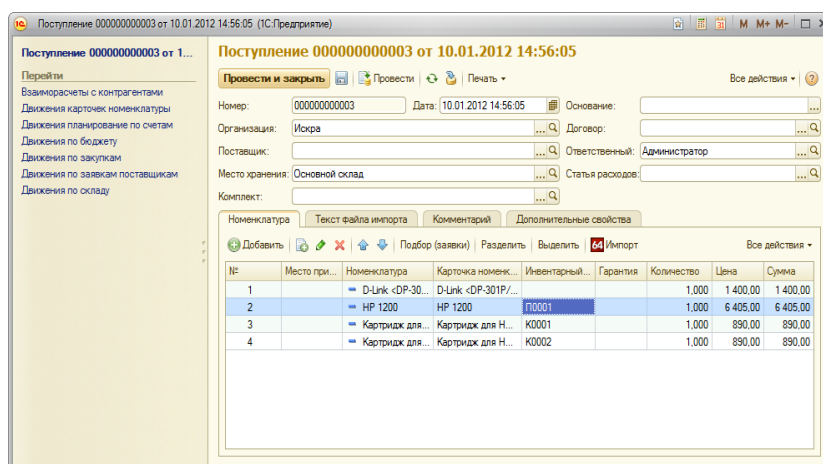 Поступление 000000000003 от 10.01.2012 14:56:05 (1С:Предприятие)
M M+ M-
Поступление 000000000003 от 1...
Перейти
Взаиморасчеты с контрагентами
Движения карточек номенклатуры
Движения планирование по счетам
Движения по бюджету
Движения по закупкам
Движения по заявкам поставщикам
Движения по складу
Поступление 000000000003 от 10.01.2012 14:56:05
Провести и закрыть Провести Печать Все действия
Номер: 000000000003 Дата: 10.01.2012 14:56:05 Основание: ...
Организация: Искра ... Договор: ...
Поставщик: ... Ответственный: Администратор ...
Место хранения: Основной склад ... Статья расходов: ...
Комплект: ...
Номенклатура Текст файла импорта Комментарий Дополнительные свойства
Добавить Подбор (заявки) Разделить Выделить 64 Импорт Все действия
№ Место при... Номенклатура Карточка номенк... Инвентарный... Гарантия Количество Цена Сумма
1 D-Link <DP-30... D-Link <DP-301P/... 1,000 1 400,00 1 400,00
2 HP 1200 HP 1200 П0001 1,000 6 405,00 6 405,00
3 Картридж для... Картридж для H... К0001 1,000 890,00 890,00
4 Картридж для... Картридж для H... К0002 1,000 890,00 890,00